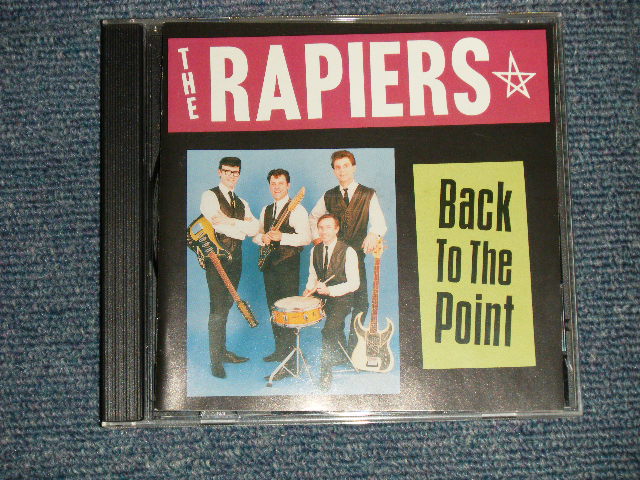 THE RAPIERS
Back
To The
Point